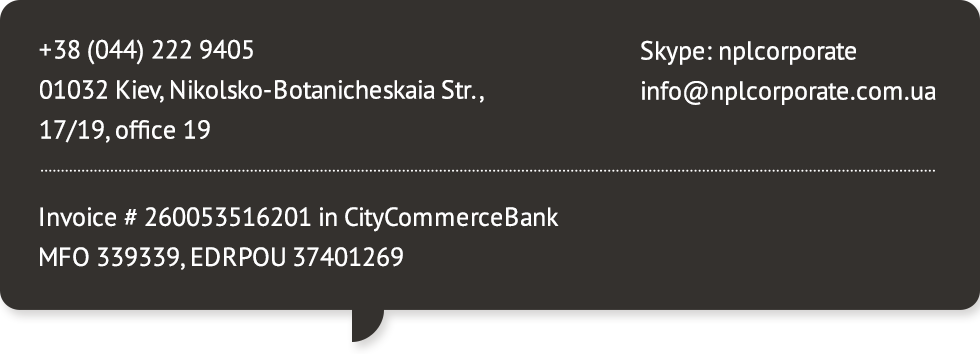 +38 (044) 222 9405
01032 Kiev, Nikolsko-Botanicheskaia Str.,
17/19, office 19
Skype: nplcorporate
info@nplcorporate.com.ua
Invoice # 260053516201 in CityCommerceBank
MFO 339339, EDRPOU 37401269